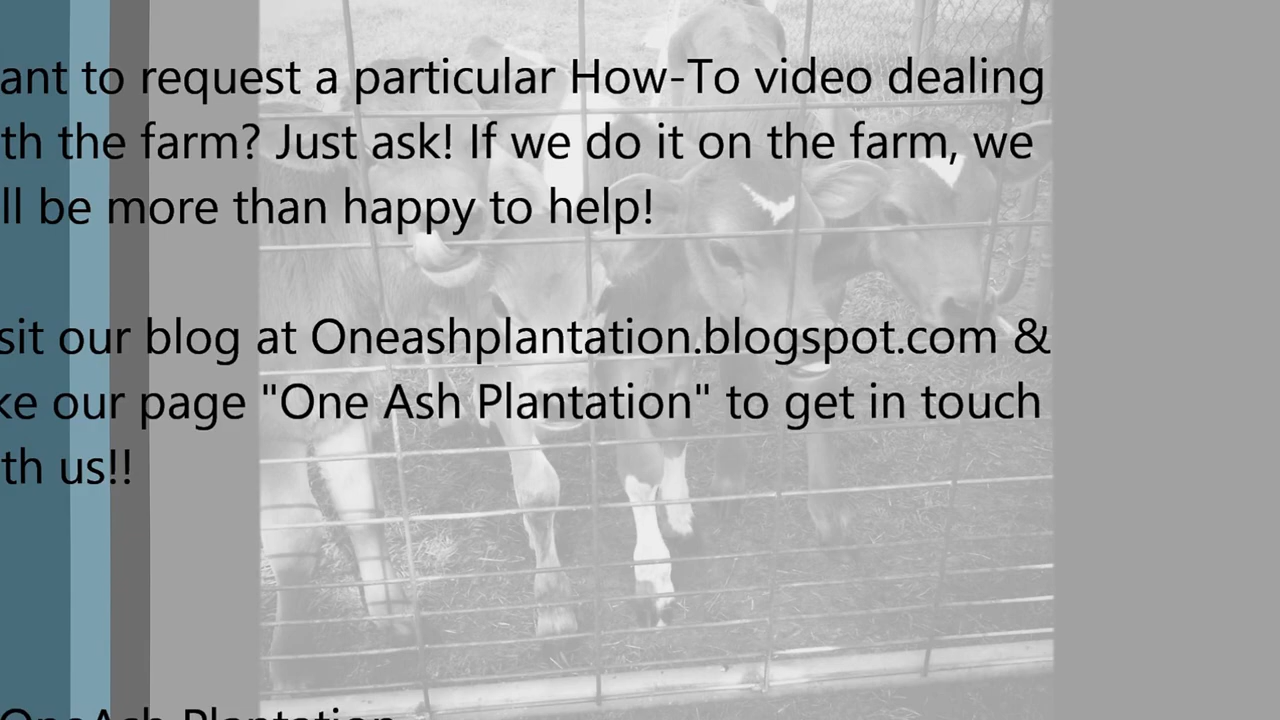 ant to request a particular How-To video dealing
th the farm? Just ask! If we do it on the farm, we
ll be more than happy to help!
sit our blog at Oneashplantation.blogspot.com &
ke our page "One Ash Plantation" to get in touch
th us!!
OneAsh Plantation